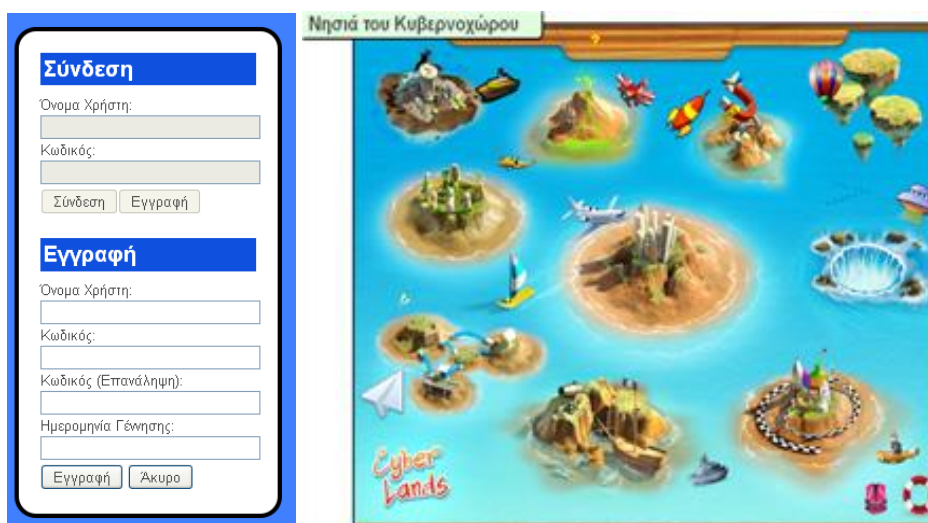 Σύνδεση
Όνομα Χρήστη:
Κωδικός:
Σύνδεση Εγγραφή
Εγγραφή
Όνομα Χρήστη:
Κωδικός:
Κωδικός (Επανάληψη):
Ημερομηνία Γέννησης:
Εγγραφή Άκυρο
Νησιά του Κυβερνοχώρου
?
Cyber
Lands